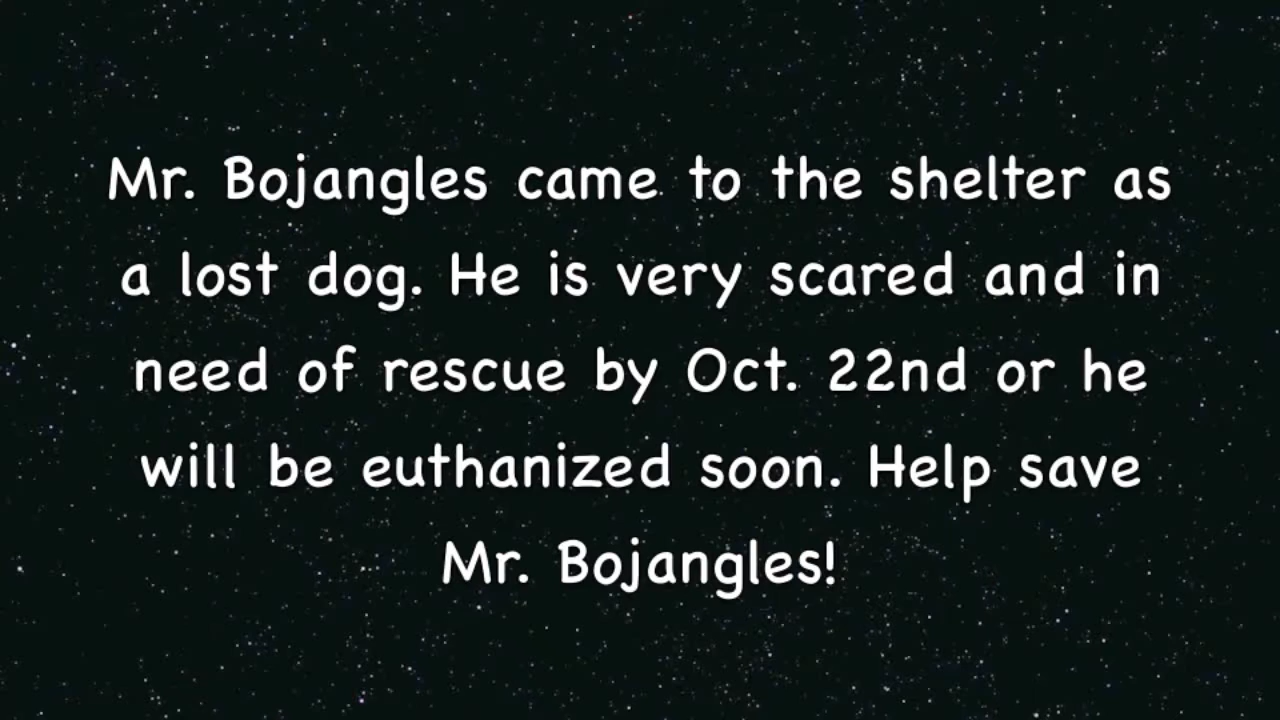 Mr. Bojangles came to the shelter as
a lost dog. He is very scared and in
need of rescue by Oct. 22nd or he
will be euthanized soon. Help save
Mr. Bojangles!